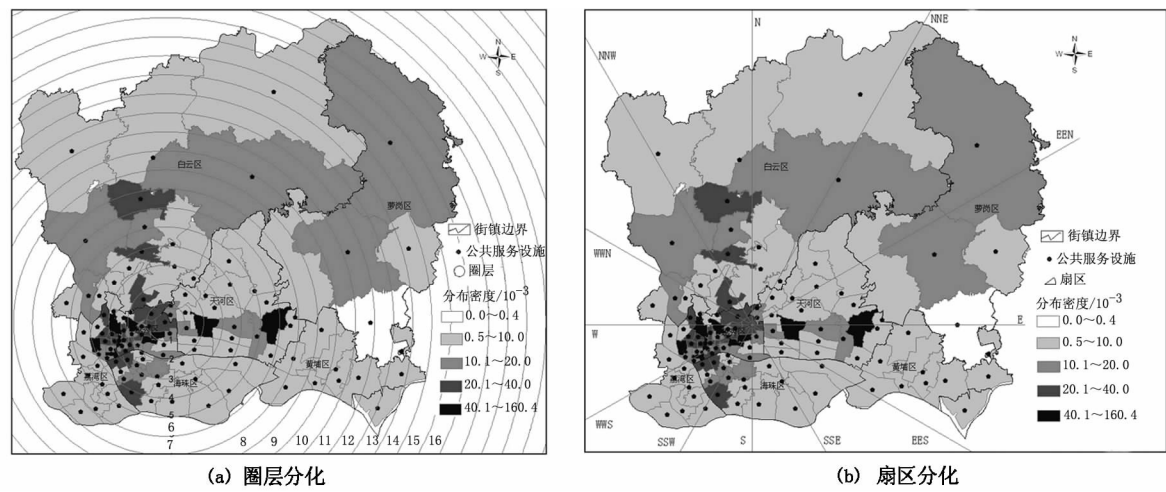 N
W E
S
白云区
萝岗区
天河区
黄埔区
荔湾区
海珠区
2
3
4
5
6
7
8 9 10 11 12 13 14 15 16
街镇边界
公共服务设施
圈层
分布密度/10⁻³
0.0～0.4
0.5～10.0
10.1～20.0
20.1～40.0
40.1～160.4
(a) 圈层分化
N
NNE
NNW
N
W E
S
EEN
白云区
萝岗区
WWN
天河区
W
E
黄埔区
荔湾区
海珠区
WWS
SSW
S
SSE
EES
街镇边界
公共服务设施
扇区
分布密度/10⁻³
0.0～0.4
0.5～10.0
10.1～20.0
20.1～40.0
40.1～160.4
(b) 扇区分化